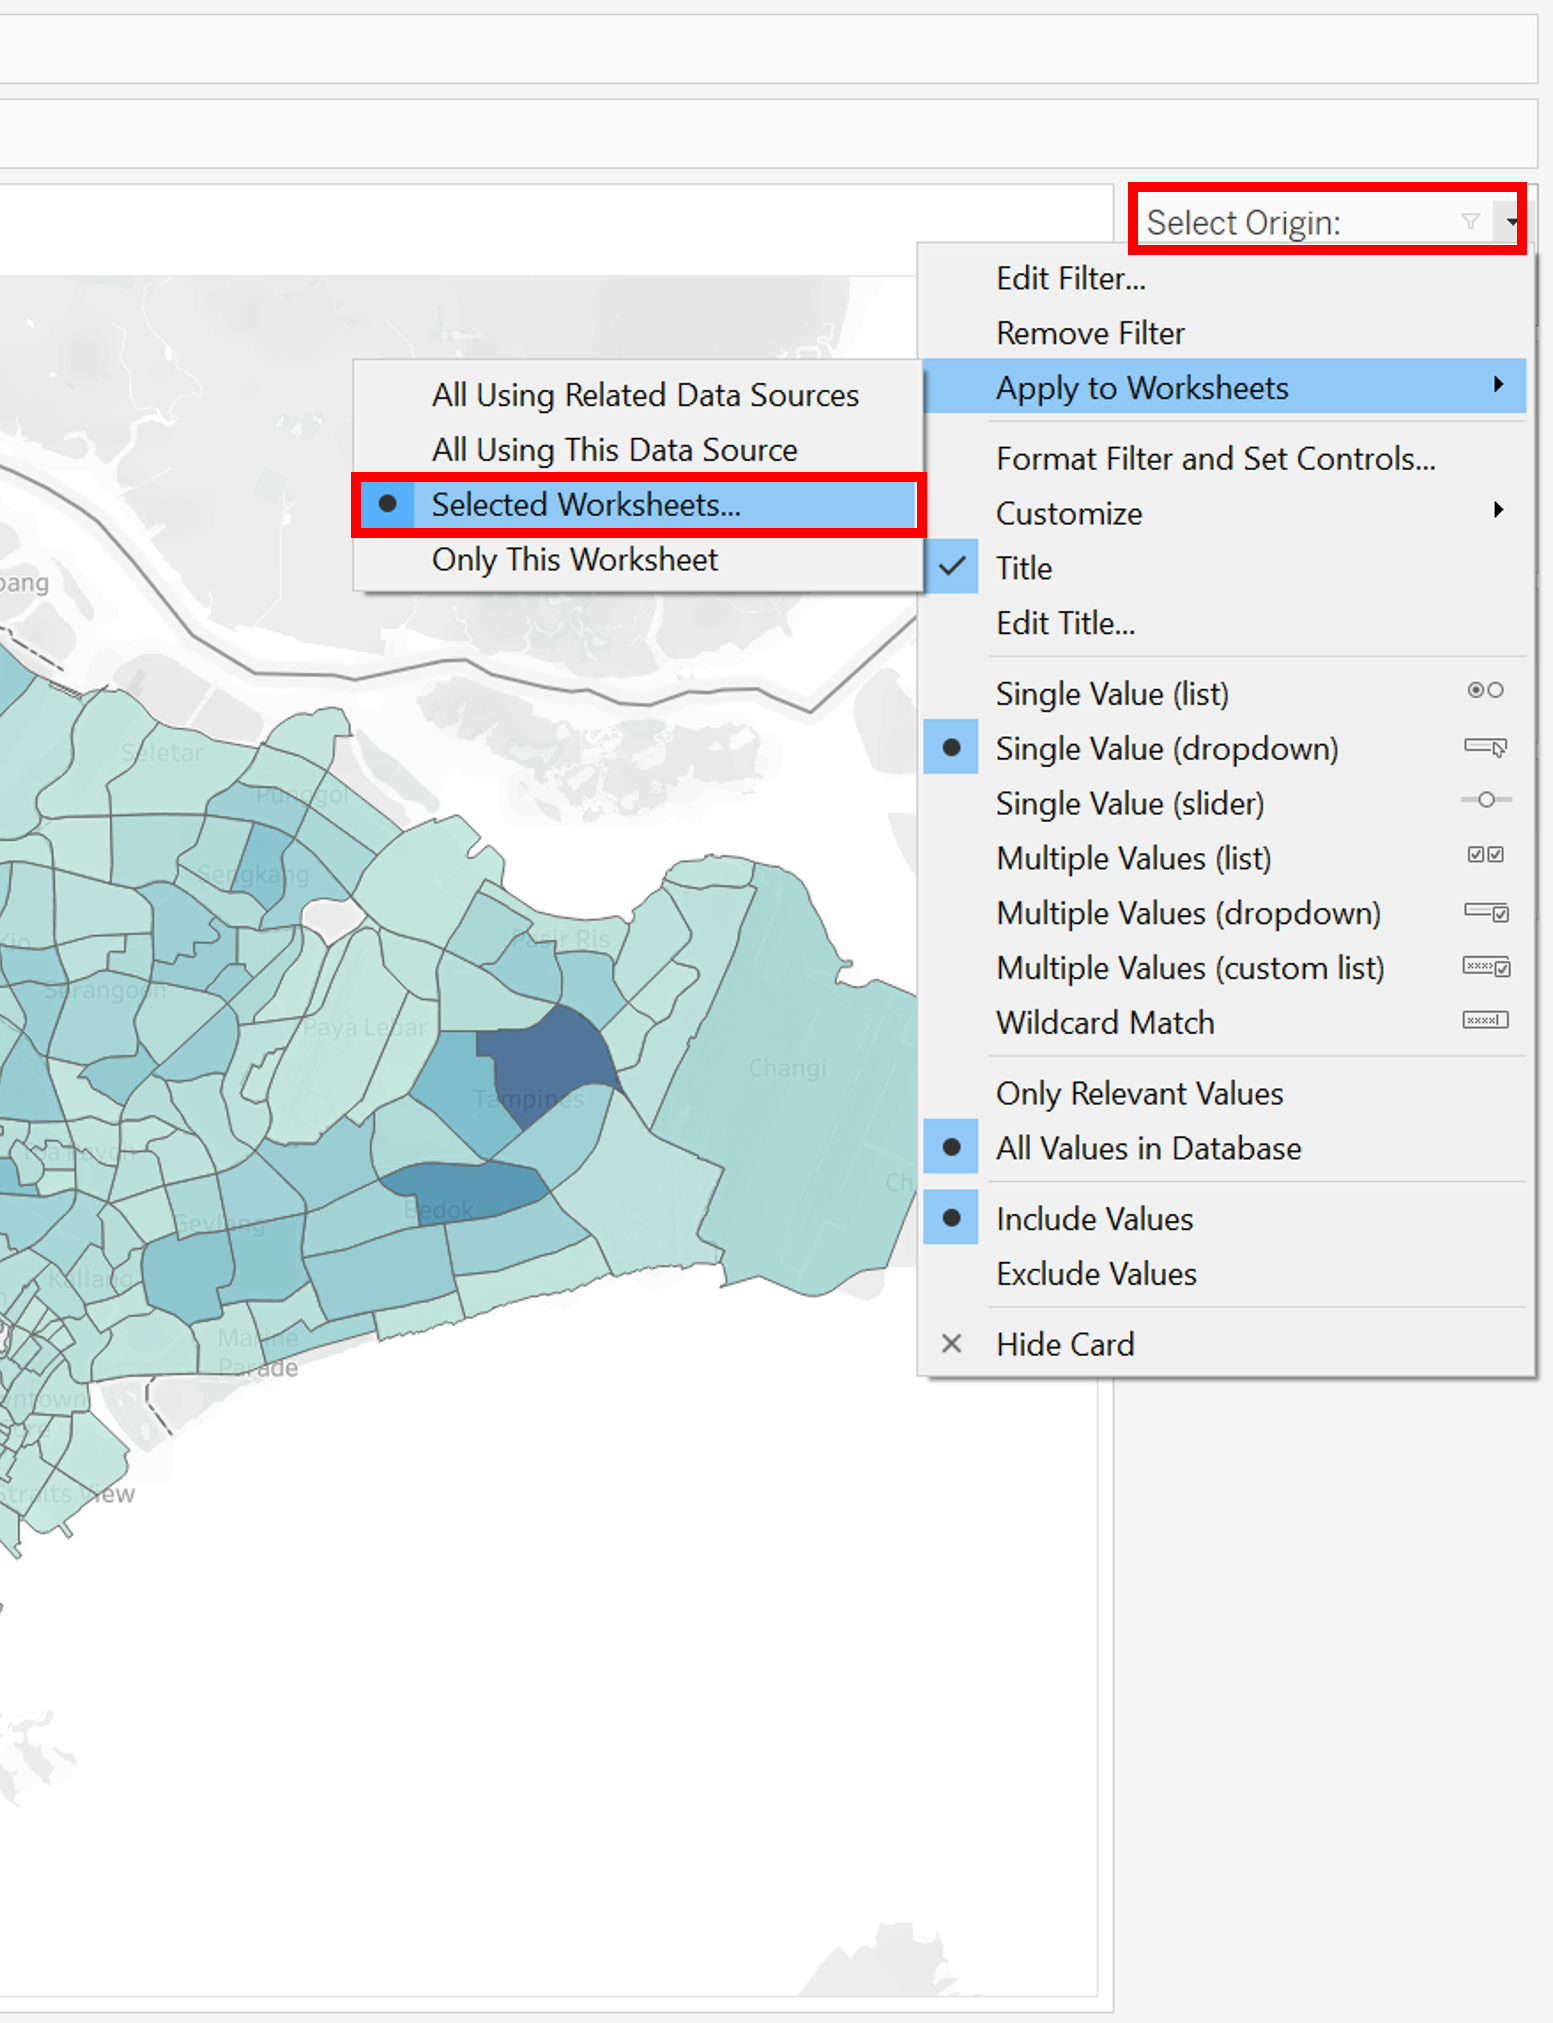 Select Origin:
Edit Filter...
Remove Filter
Apply to Worksheets
All Using Related Data Sources
All Using This Data Source
Selected Worksheets...
Only This Worksheet
Format Filter and Set Controls...
Customize
Title
Edit Title...
Single Value (list)
Single Value (dropdown)
Single Value (slider)
Multiple Values (list)
Multiple Values (dropdown)
Multiple Values (custom list)
Wildcard Match
Only Relevant Values
All Values in Database
Include Values
Exclude Values
Hide Card
Seletar
Punggol
Sengkang
Pasir Ris
Serangoon
Paya Lebar
Changi
Tampines
Toa Payoh
Bedok
Geylang
Kallang
Marine
Parade
Straits View